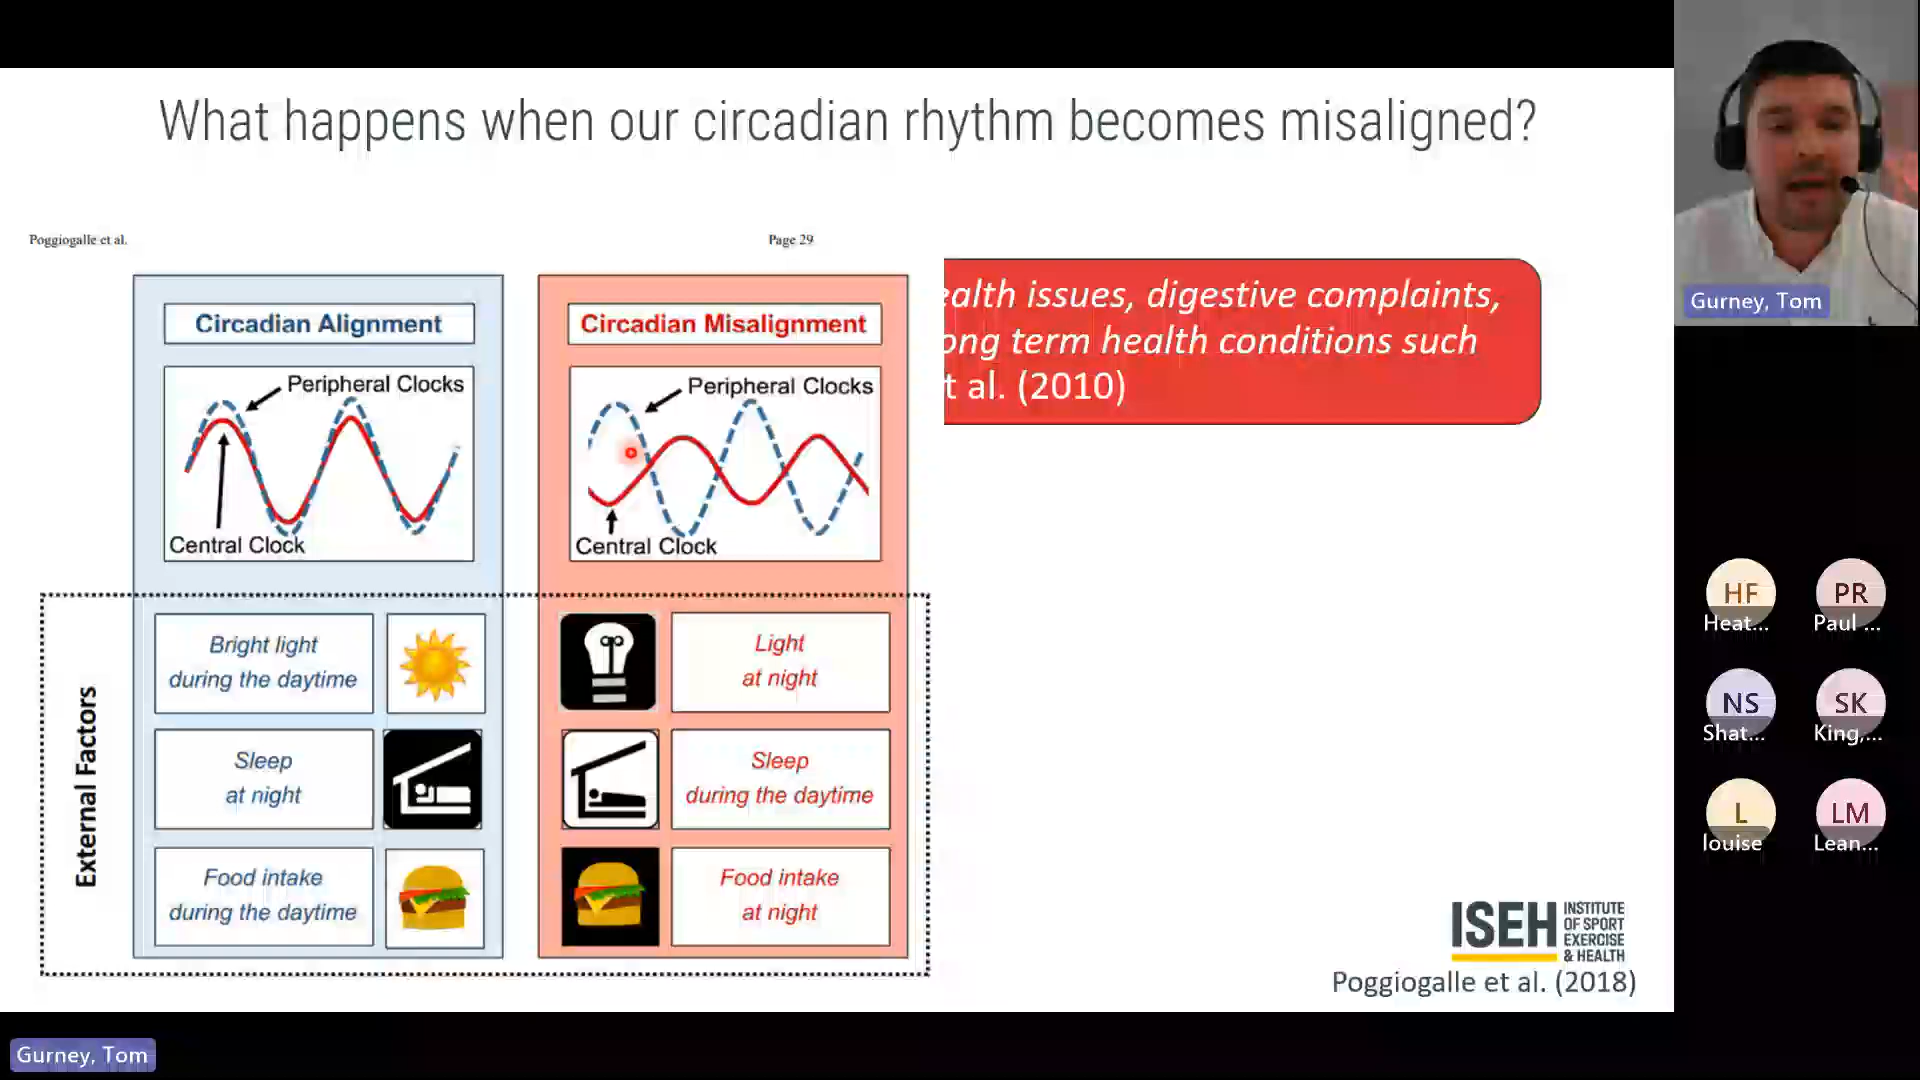 What happens when our circadian rhythm becomes misaligned?
Poggiogalle et al.
Page 29
Circadian Alignment
Peripheral Clocks
Central Clock
Circadian Misalignment
Peripheral Clocks
Central Clock
ealth issues, digestive complaints,
ong term health conditions such
t al. (2010)
External Factors
Bright light
during the daytime
Light
at night
Sleep
at night
Sleep
during the daytime
Food intake
during the daytime
Food intake
at night
ISEH
INSTITUTE
OF SPORT
EXERCISE
& HEALTH
Poggiogalle et al. (2018)
Gurney, Tom
HF
Heat...
PR
Paul ...
NS
Shat...
SK
King,...
L
louise
LM
Lean...
Gurney, Tom